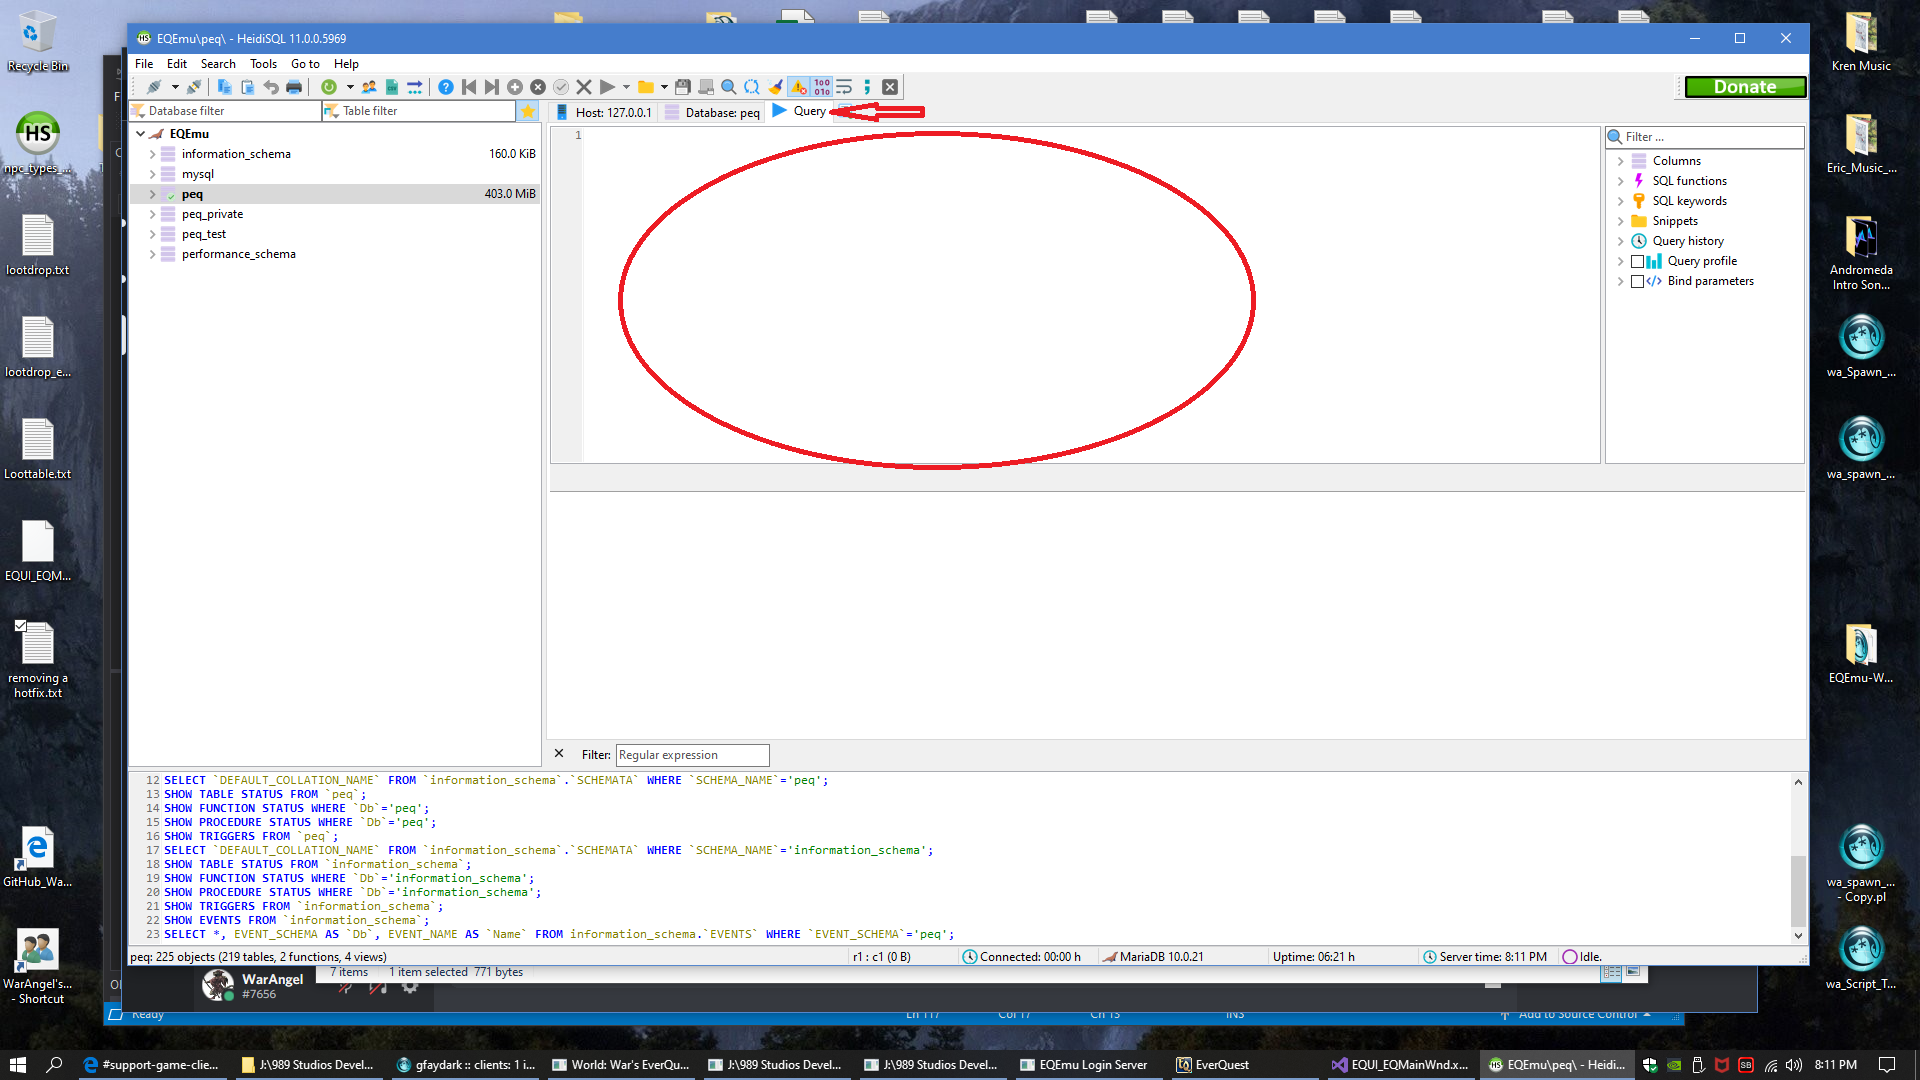 Recycle Bin
npc_types_...
lootdrop.txt
lootdrop_e...
Loottable.txt
EQUI_EQM...
removing a
hotfix.txt
GitHub_Wa...
WarAngel's...
- Shortcut
EQEmu\peq\ - HeidiSQL 11.0.0.5969
File Edit Search Tools Go to Help
Donate
Database filter
Table filter
Host: 127.0.0.1
Database: peq
Query
EQEmu
information_schema 160.0 KiB
mysql
peq 403.0 MiB
peq_private
peq_test
performance_schema
1
Filter ...
Columns
SQL functions
SQL keywords
Snippets
Query history
Query profile
Bind parameters
Filter: Regular expression
12 SELECT `DEFAULT_COLLATION_NAME` FROM `information_schema`.`SCHEMATA` WHERE `SCHEMA_NAME`='peq';
13 SHOW TABLE STATUS FROM `peq`;
14 SHOW FUNCTION STATUS WHERE `Db`='peq';
15 SHOW PROCEDURE STATUS WHERE `Db`='peq';
16 SHOW TRIGGERS FROM `peq`;
17 SELECT `DEFAULT_COLLATION_NAME` FROM `information_schema`.`SCHEMATA` WHERE `SCHEMA_NAME`='information_schema';
18 SHOW TABLE STATUS FROM `information_schema`;
19 SHOW FUNCTION STATUS WHERE `Db`='information_schema';
20 SHOW PROCEDURE STATUS WHERE `Db`='information_schema';
21 SHOW TRIGGERS FROM `information_schema`;
22 SHOW EVENTS FROM `information_schema`;
23 SELECT *, EVENT_SCHEMA AS `Db`, EVENT_NAME AS `Name` FROM information_schema.`EVENTS` WHERE `EVENT_SCHEMA`='peq';
peq: 225 objects (219 tables, 2 functions, 4 views)
r1 : c1 (0 B)
Connected: 00:00 h
MariaDB 10.0.21
Uptime: 06:21 h
Server time: 8:11 PM
Idle.
WarAngel
#7656
7 items 1 item selected 771 bytes
Ready
Ln 117
Col 17
Ch 13
INS
Add to Source Control
Kren Music
Eric_Music_...
Andromeda
Intro Son...
wa_Spawn_...
wa_spawn_...
EQEmu-W...
wa_spawn_...
- Copy.pl
wa_Script_T...
#support-game-clie...
J:\989 Studios Devel...
gfaydark :: clients: 1 i...
World: War's EverQu...
J:\989 Studios Devel...
J:\989 Studios Devel...
EQEmu Login Server
EverQuest
EQUI_EQMainWnd.x...
EQEmu\peq\ - Heidi...
8:11 PM